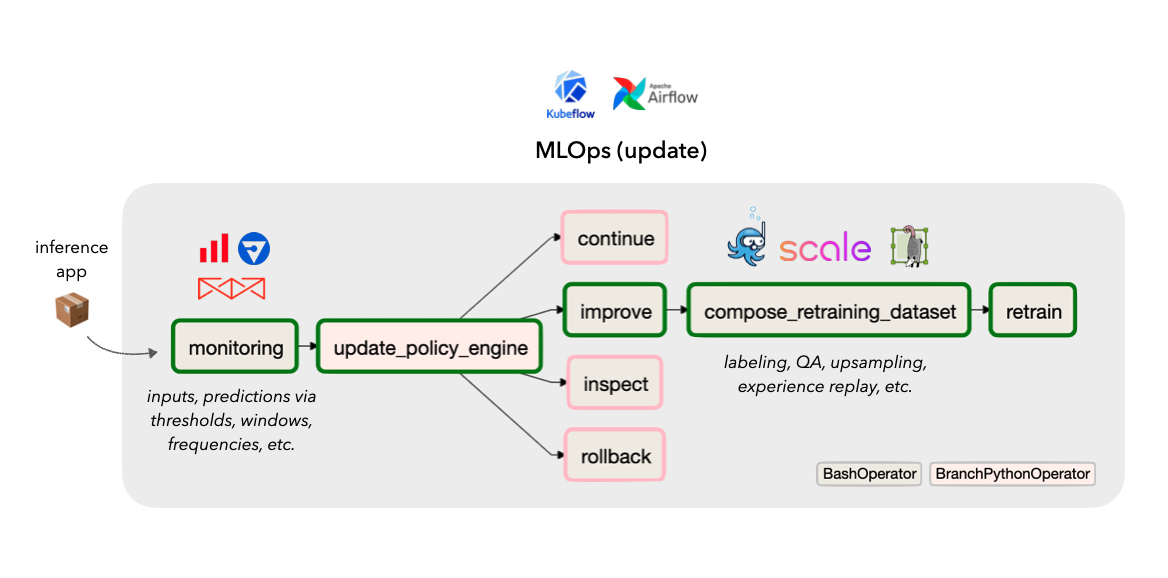 Kubeflow
Apache
Airflow
MLOps (update)
inference
app
scale
continue
improve
compose_retraining_dataset
retrain
monitoring
update_policy_engine
labeling, QA, upsampling,
experience replay, etc.
inspect
inputs, predictions via
thresholds, windows,
frequencies, etc.
rollback
BashOperator
BranchPythonOperator